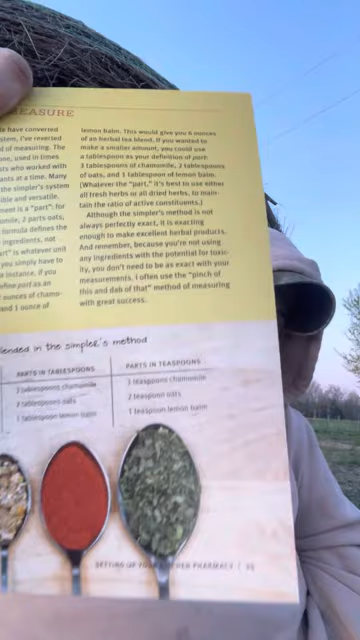 EASURE
le have converted
stem, I've reverted
d of measuring. The
one, used in times
sts who worked with
ants at a time. Many
the simpler's system
ible and versatile.
ment is a "part": for
omile, 2 parts oats,
formula defines the
ingredients, not
art" is whatever unit
you simply have to
r instance, if you
define part as an
ounces of chamo-
and 1 ounce of
lemon balm. This would give you 6 ounces
of an herbal tea blend. If you wanted to
make a smaller amount, you could use
a tablespoon as your definition of part:
3 tablespoons of chamomile, 2 tablespoons
of oats, and 1 tablespoon of lemon balm.
(Whatever the "part," it's best to use either
all fresh herbs or all dried herbs, to main-
tain the ratio of active constituents.)
Although the simpler's method is not
always perfectly exact, it is exacting
enough to make excellent herbal products.
And remember, because you're not using
any ingredients with the potential for toxic-
ity, you don't need to be exact with your
measurements. I often use the "pinch of
this and dab of that" method of measuring
with great success.
lended in the simpler's method
PARTS IN TABLESPOONS
3 tablespoons chamomile
2 tablespoons oats
1 tablespoon lemon balm
PARTS IN TEASPOONS
3 teaspoons chamomile
2 teaspoon oats
1 teaspoon lemon balm
SETTING UP YOUR KITCHEN PHARMACY |